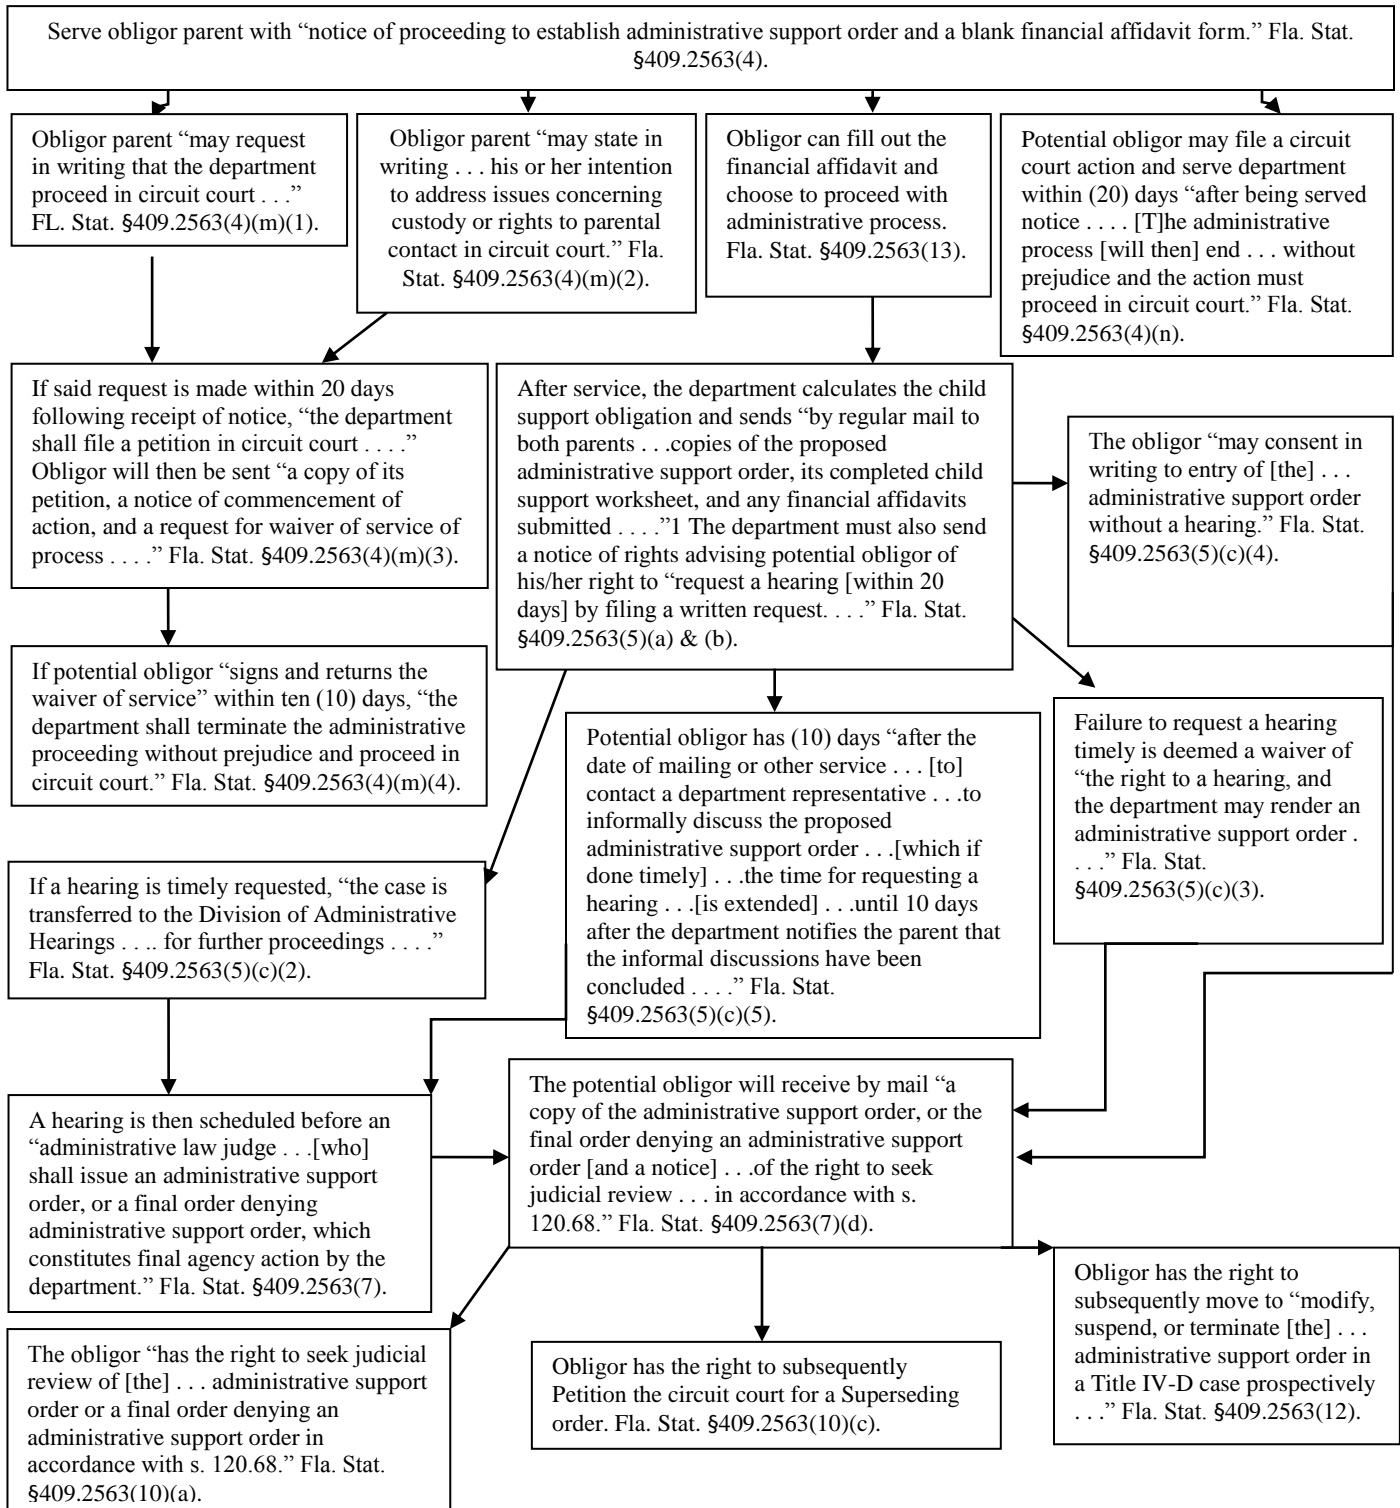 Serve obligor parent with “notice of proceeding to establish administrative support order and a blank financial affidavit form.” Fla. Stat.
§409.2563(4).
Obligor parent “may request
in writing that the department
proceed in circuit court . . .”
FL. Stat. §409.2563(4)(m)(1).
Obligor parent “may state in
writing . . . his or her intention
to address issues concerning
custody or rights to parental
contact in circuit court.” Fla.
Stat. §409.2563(4)(m)(2).
Obligor can fill out the
financial affidavit and
choose to proceed with
administrative process.
Fla. Stat. §409.2563(13).
Potential obligor may file a circuit
court action and serve department
within (20) days “after being served
notice . . . . [T]he administrative
process [will then] end . . . without
prejudice and the action must
proceed in circuit court.” Fla. Stat.
§409.2563(4)(n).
If said request is made within 20 days
following receipt of notice, “the department
shall file a petition in circuit court . . . .”
Obligor will then be sent “a copy of its
petition, a notice of commencement of
action, and a request for waiver of service of
process . . . .” Fla. Stat. §409.2563(4)(m)(3).
After service, the department calculates the child
support obligation and sends “by regular mail to
both parents . . .copies of the proposed
administrative support order, its completed child
support worksheet, and any financial affidavits
submitted . . . .”1 The department must also send
a notice of rights advising potential obligor of
his/her right to “request a hearing [within 20
days] by filing a written request. . . .” Fla. Stat.
§409.2563(5)(a) & (b).
The obligor “may consent in
writing to entry of [the] . . .
administrative support order
without a hearing.” Fla. Stat.
§409.2563(5)(c)(4).
If potential obligor “signs and returns the
waiver of service” within ten (10) days, “the
department shall terminate the administrative
proceeding without prejudice and proceed in
circuit court.” Fla. Stat. §409.2563(4)(m)(4).
Potential obligor has (10) days “after the
date of mailing or other service . . . [to]
contact a department representative . . .to
informally discuss the proposed
administrative support order . . .[which if
done timely] . . .the time for requesting a
hearing . . .[is extended] . . .until 10 days
after the department notifies the parent that
the informal discussions have been
concluded . . . .” Fla. Stat.
§409.2563(5)(c)(5).
Failure to request a hearing
timely is deemed a waiver of
“the right to a hearing, and
the department may render an
administrative support order .
. . .” Fla. Stat.
§409.2563(5)(c)(3).
If a hearing is timely requested, “the case is
transferred to the Division of Administrative
Hearings . . .. for further proceedings . . . .”
Fla. Stat. §409.2563(5)(c)(2).
A hearing is then scheduled before an
“administrative law judge . . .[who]
shall issue an administrative support
order, or a final order denying
administrative support order, which
constitutes final agency action by the
department.” Fla. Stat. §409.2563(7).
The potential obligor will receive by mail “a
copy of the administrative support order, or the
final order denying an administrative support
order [and a notice] . . .of the right to seek
judicial review . . . in accordance with s.
120.68.” Fla. Stat. §409.2563(7)(d).
The obligor “has the right to seek judicial
review of [the] . . . administrative support
order or a final order denying an
administrative support order in
accordance with s. 120.68.” Fla. Stat.
§409.2563(10)(a).
Obligor has the right to subsequently
Petition the circuit court for a Superseding
order. Fla. Stat. §409.2563(10)(c).
Obligor has the right to
subsequently move to “modify,
suspend, or terminate [the] . . .
administrative support order in
a Title IV-D case prospectively
. . .” Fla. Stat. §409.2563(12).